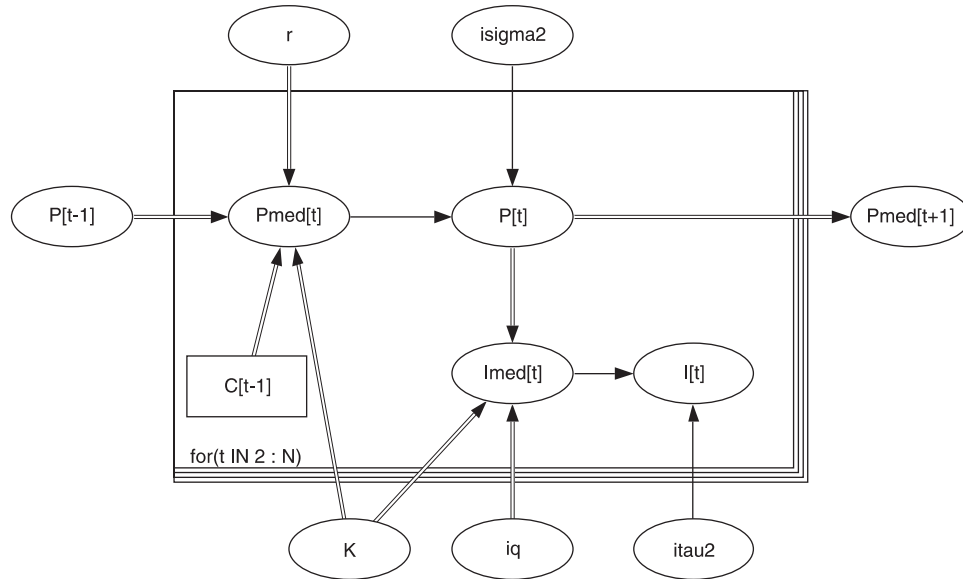 r
isigma2
P[t-1]
Pmed[t]
P[t]
Pmed[t+1]
C[t-1]
Imed[t]
I[t]
for(t IN 2 : N)
K
iq
itau2